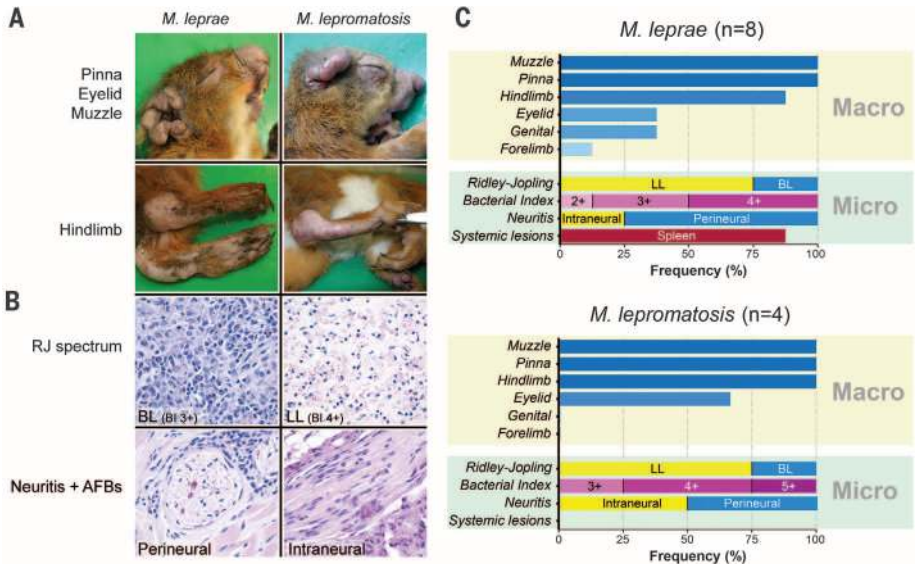 A
M. leprae
M. lepromatosis
Pinna
Eyelid
Muzzle
Hindlimb
B
RJ spectrum
BL (BI 3+)
LL (BI 4+)
Neuritis + AFBs
Perineural
Intraneural
C
M. leprae (n=8)
Muzzle
Pinna
Hindlimb
Eyelid
Genital
Forelimb
Macro
Ridley-Jopling
LL
BL
Bacterial Index
2+
3+
4+
Neuritis
Intraneural
Perineural
Systemic lesions
Spleen
Micro
0
25
50
75
100
Frequency (%)
M. lepromatosis (n=4)
Muzzle
Pinna
Hindlimb
Eyelid
Genital
Forelimb
Macro
Ridley-Jopling
LL
BL
Bacterial Index
3+
4+
5+
Neuritis
Intraneural
Perineural
Systemic lesions
Micro
0
25
50
75
100
Frequency (%)